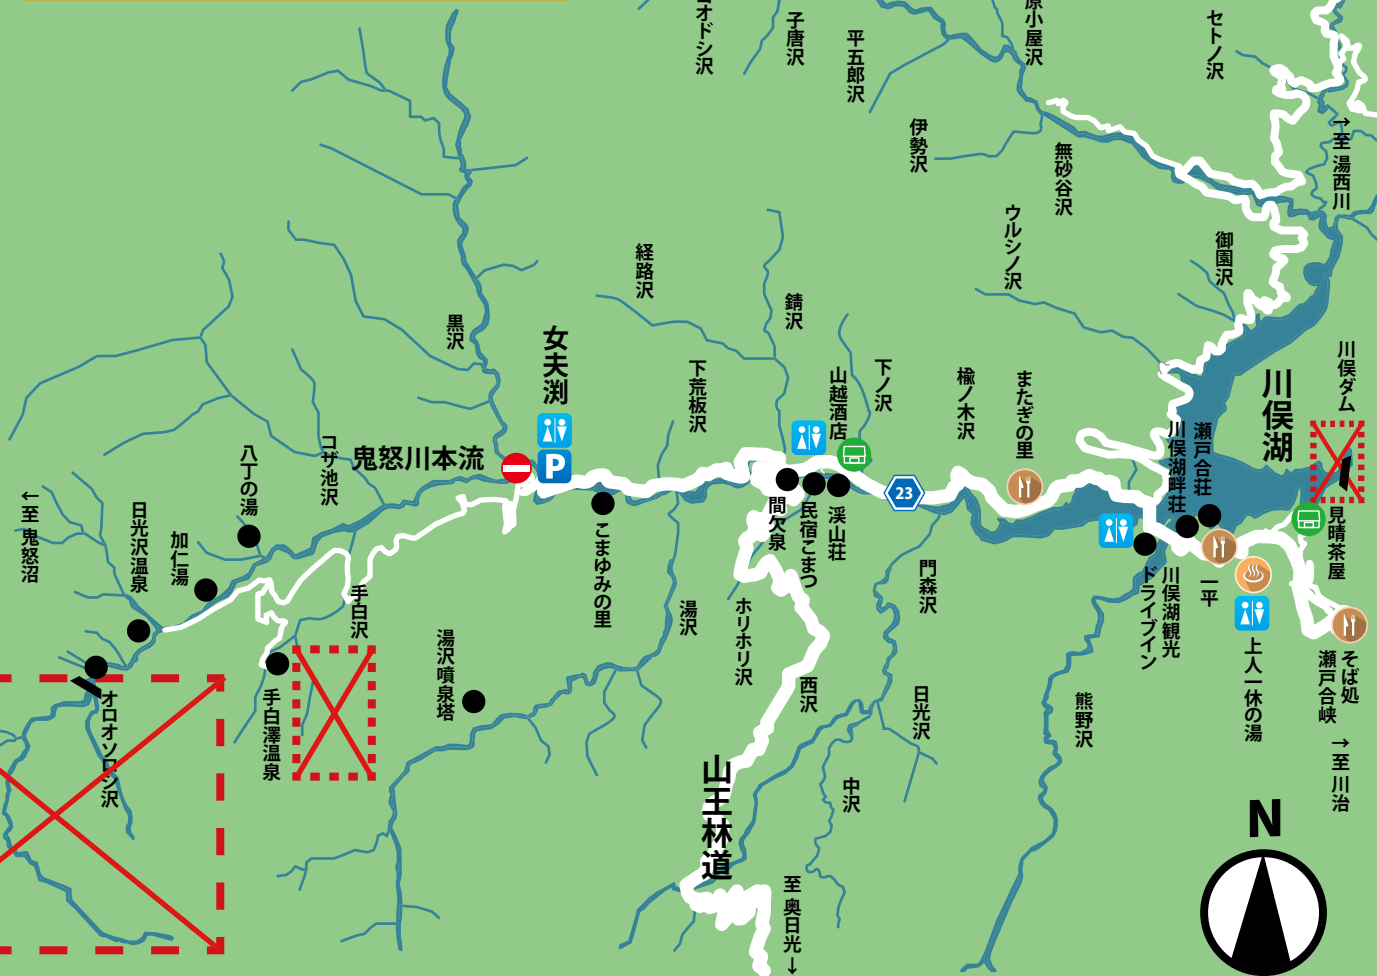 オドシ沢
子唐沢
平五郎沢
原小屋沢
セトノ沢
→至 湯西川
伊勢沢
無砂谷沢
ウルシノ沢
御園沢
経路沢
錆沢
黒沢
女夫渕
P
下荒板沢
山越酒店
下ノ沢
楡ノ木沢
またぎの里
川俣湖
川俣ダム
瀬戸合荘
川俣湖畔荘
鬼怒川本流
コザ池沢
八丁の湯
加仁湯
日光沢温泉
←至 鬼怒沼
23
間欠泉
民宿こまつ
渓山荘
こまゆみの里
見晴茶屋
手白沢
湯沢
ホリホリ沢
門森沢
川俣湖観光
ドライブイン
一平
上人一休の湯
そば処
瀬戸合峡
→至 川治
湯沢噴泉塔
手白澤温泉
オロオソロシ沢
西沢
日光沢
熊野沢
中沢
山王林道
至 奥日光→
N